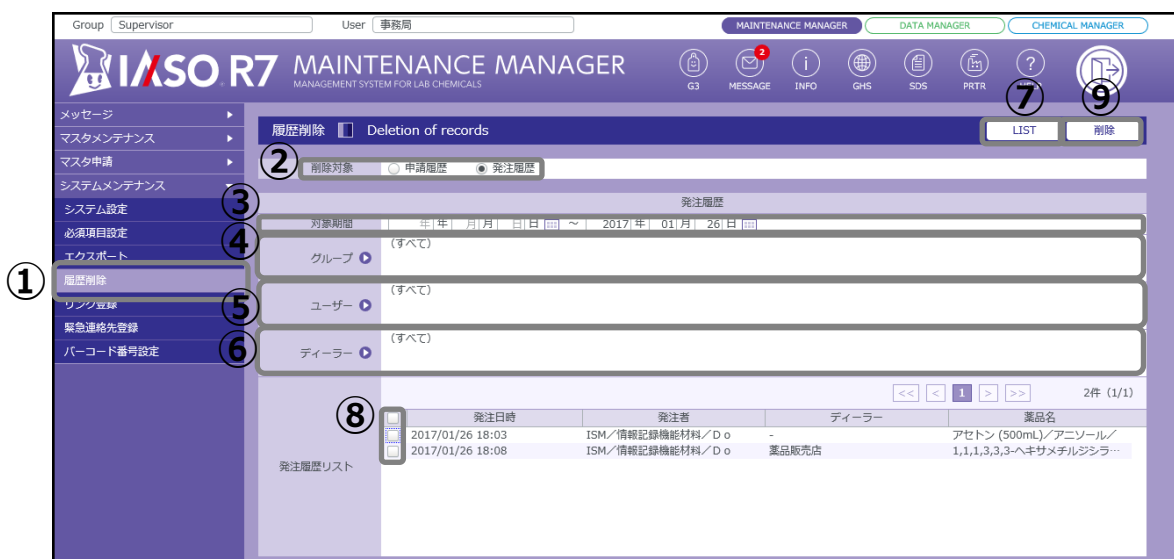 Group Supervisor User 事務局 MAINTENANCE MANAGER DATA MANAGER CHEMICAL MANAGER
IASO R7 MAINTENANCE MANAGER
MANAGEMENT SYSTEM FOR LAB CHEMICALS
2
G3 MESSAGE INFO GHS SDS PRTR
⑦ ⑨
メッセージ
マスタメンテナンス
マスタ申請
システムメンテナンス
システム設定
必須項目設定
エクスポート
① 履歴削除
リンク登録
緊急連絡先登録
バーコード番号設定
履歴削除 Deletion of records LIST 削除
② 削除対象 申請履歴 発注履歴
発注履歴
③ 対象期間 年 年 月 月 日 日 ～ 2017 年 01 月 26 日
④ グループ (すべて)
⑤ ユーザー (すべて)
⑥ ディーラー (すべて)
<< < 1 > >> 2件 (1/1)
⑧ 発注日時 発注者 ディーラー 薬品名
2017/01/26 18:03 ISM／情報記録機能材料／Ｄｏ - アセトン (500mL)／アニソール／
2017/01/26 18:08 ISM／情報記録機能材料／Ｄｏ 薬品販売店 1,1,1,3,3,3-ヘキサメチルジシラ…
発注履歴リスト